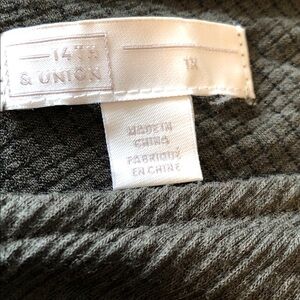 14TH
& UNION
1X
MADE IN
CHINA
FABRIQUÉ
EN CHINE